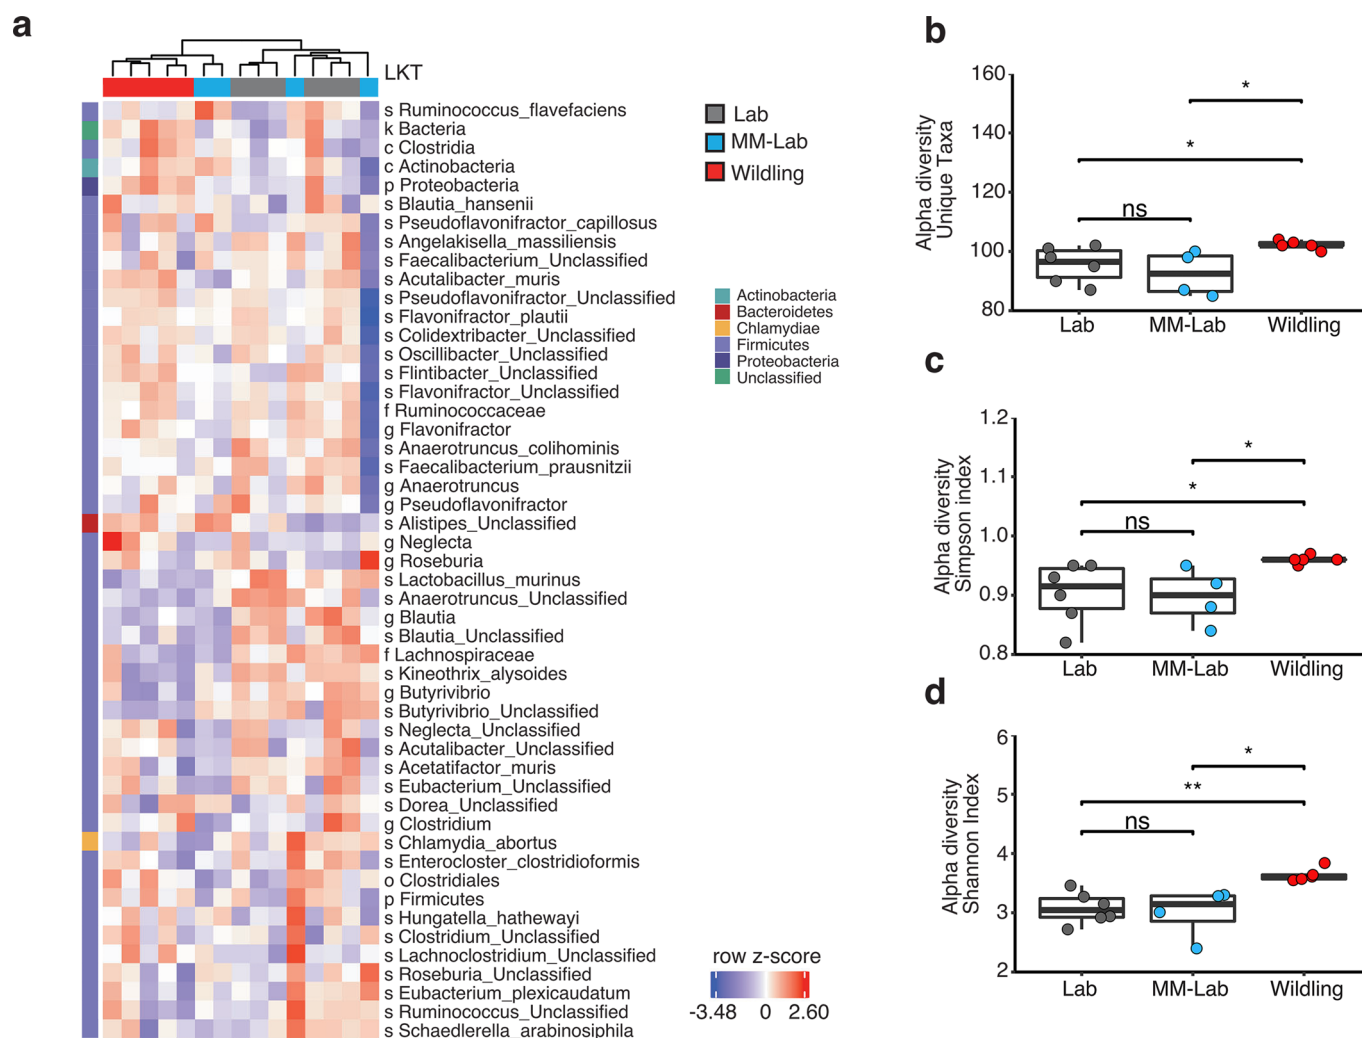 a
LKT
s Ruminococcus_flavefaciens
k Bacteria
c Clostridia
c Actinobacteria
p Proteobacteria
s Blautia_hansenii
s Pseudoflavonifractor_capillosus
s Angelakisella_massiliensis
s Faecalibacterium_Unclassified
s Acutalibacter_muris
s Pseudoflavonifractor_Unclassified
s Flavonifractor_plautii
s Colidextribacter_Unclassified
s Oscillibacter_Unclassified
s Flintibacter_Unclassified
s Flavonifractor_Unclassified
f Ruminococcaceae
g Flavonifractor
s Anaerotruncus_colihominis
s Faecalibacterium_prausnitzii
g Anaerotruncus
g Pseudoflavonifractor
s Alistipes_Unclassified
g Neglecta
g Roseburia
s Lactobacillus_murinus
s Anaerotruncus_Unclassified
g Blautia
s Blautia_Unclassified
f Lachnospiraceae
s Kineothrix_alysoides
g Butyrivibrio
s Butyrivibrio_Unclassified
s Neglecta_Unclassified
s Acutalibacter_Unclassified
s Acetatifactor_muris
s Eubacterium_Unclassified
s Dorea_Unclassified
g Clostridium
s Chlamydia_abortus
s Enterocloster_clostridioformis
o Clostridiales
p Firmicutes
s Hungatella_hathewayi
s Clostridium_Unclassified
s Lachnoclostridium_Unclassified
s Roseburia_Unclassified
s Eubacterium_plexicaudatum
s Ruminococcus_Unclassified
s Schaedlerella_arabinosiphila
Lab
MM-Lab
Wildling
Actinobacteria
Bacteroidetes
Chlamydiae
Firmicutes
Proteobacteria
Unclassified
row z-score
-3.48 0 2.60
b
Alpha diversity
Unique Taxa
160
140
120
100
80
*
*
ns
Lab MM-Lab Wildling
c
Alpha diversity
Simpson index
1.2
1.1
1.0
0.9
0.8
*
*
ns
Lab MM-Lab Wildling
d
Alpha diversity
Shannon Index
6
5
4
3
2
*
**
ns
Lab MM-Lab Wildling